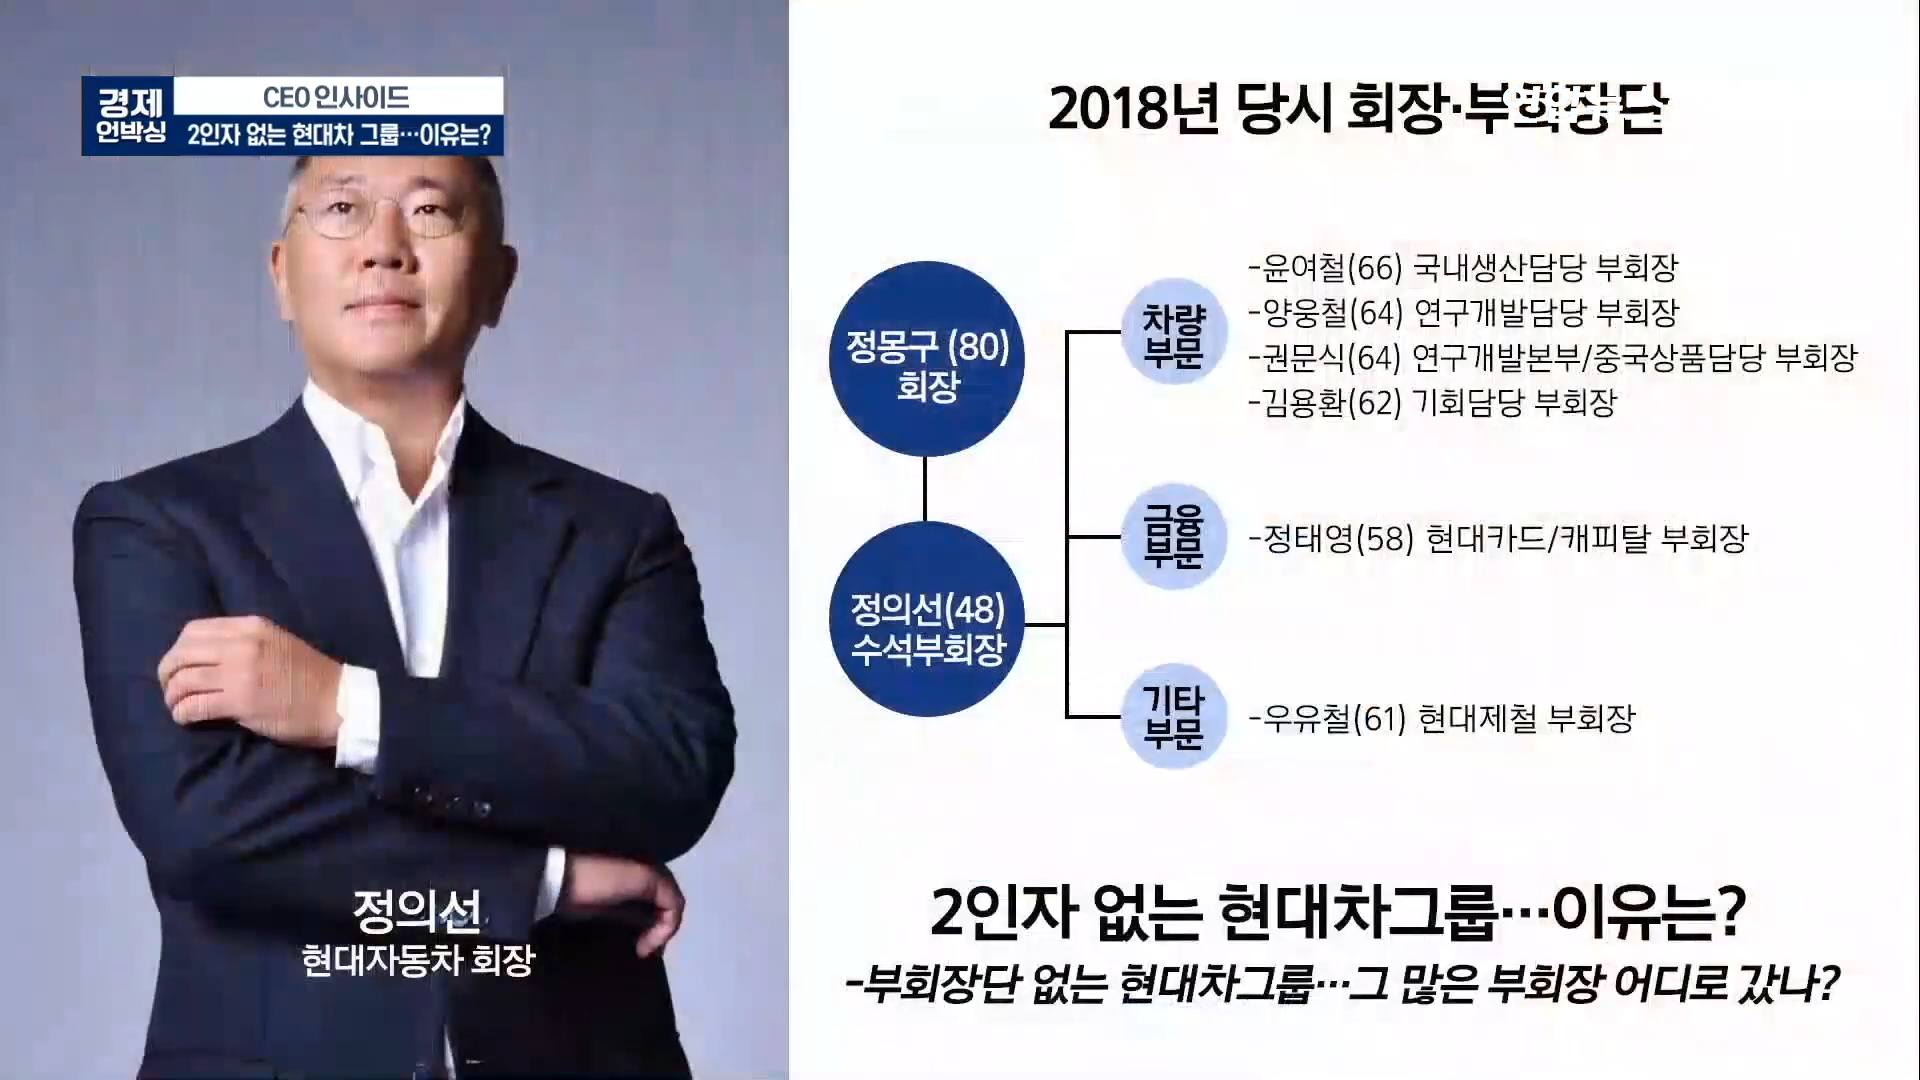 경제
언박싱
CEO인사이드
2인자 없는 현대차 그룹…이유는?
정의선
현대자동차 회장
2018년 당시 회장·부회장단
정몽구 (80)
회장
정의선(48)
수석부회장
차량
부문
-윤여철(66) 국내생산담당 부회장
-양웅철(64) 연구개발담당 부회장
-권문식(64) 연구개발본부/중국상품담당 부회장
-김용환(62) 기회담당 부회장
금융
부문
-정태영(58) 현대카드/캐피탈 부회장
기타
부문
-우유철(61) 현대제철 부회장
2인자 없는 현대차그룹…이유는?
-부회장단 없는 현대차그룹…그 많은 부회장 어디로 갔나?